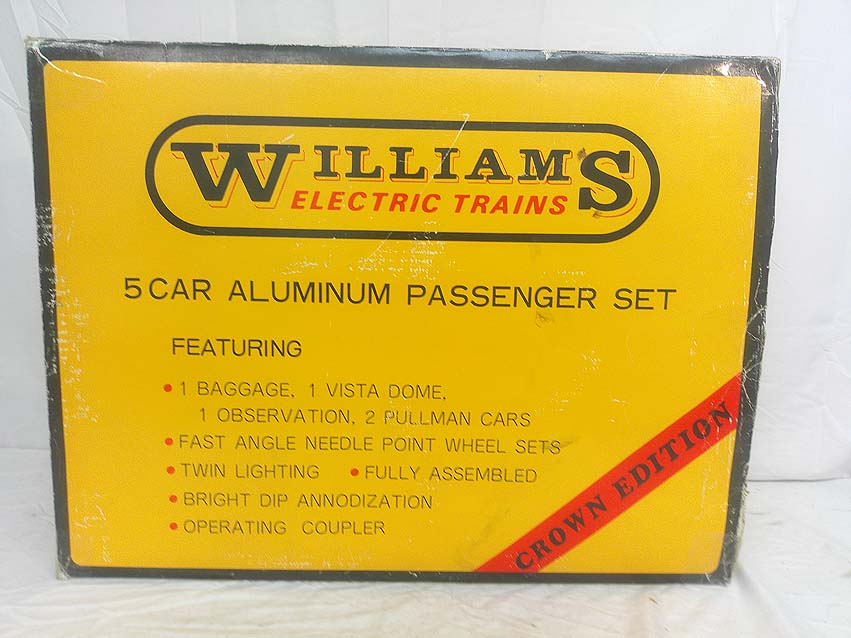 WILLIAMS
ELECTRIC TRAINS
5 CAR ALUMINUM PASSENGER SET
FEATURING
• 1 BAGGAGE, 1 VISTA DOME,
1 OBSERVATION, 2 PULLMAN CARS
• FAST ANGLE NEEDLE POINT WHEEL SETS
• TWIN LIGHTING • FULLY ASSEMBLED
• BRIGHT DIP ANNODIZATION
• OPERATING COUPLER
CROWN EDITION